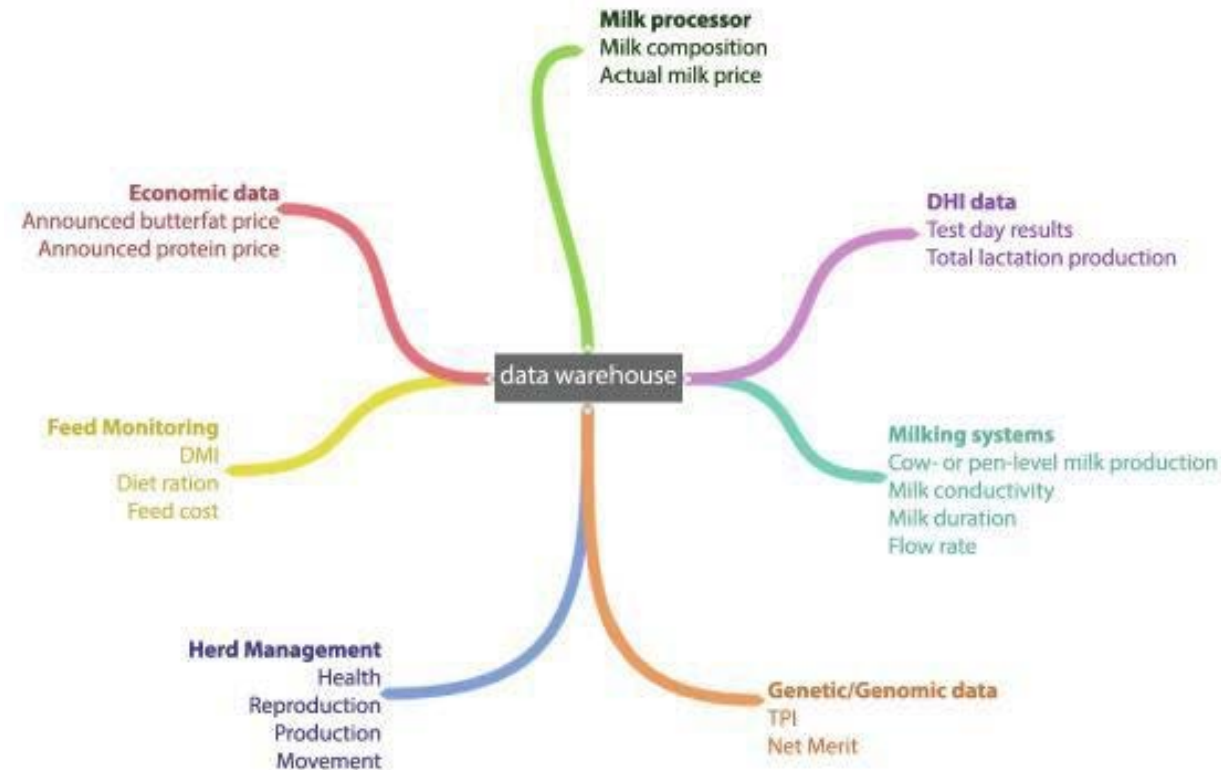 Milk processor
Milk composition
Actual milk price
Economic data
Announced butterfat price
Announced protein price
DHI data
Test day results
Total lactation production
data warehouse
Feed Monitoring
DMI
Diet ration
Feed cost
Milking systems
Cow- or pen-level milk production
Milk conductivity
Milk duration
Flow rate
Herd Management
Health
Reproduction
Production
Movement
Genetic/Genomic data
TPI
Net Merit